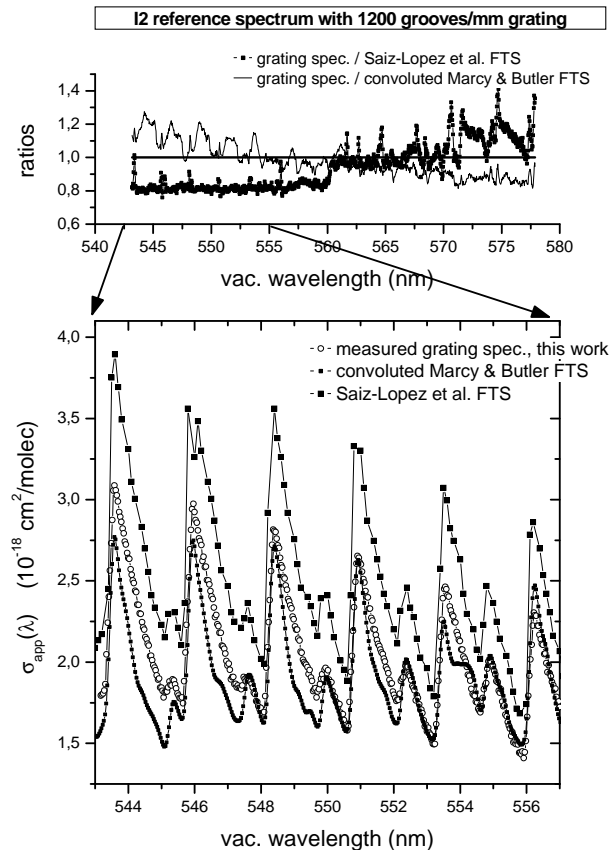 I2 reference spectrum with 1200 grooves/mm grating
grating spec. / Saiz-Lopez et al. FTS
grating spec. / convoluted Marcy & Butler FTS
ratios
1,4
1,2
1,0
0,8
0,6
540 545 550 555 560 565 570 575 580
vac. wavelength (nm)
measured grating spec., this work
convoluted Marcy & Butler FTS
Saiz-Lopez et al. FTS
σapp(λ) (10⁻¹⁸ cm²/molec)
4,0
3,5
3,0
2,5
2,0
1,5
544 546 548 550 552 554 556
vac. wavelength (nm)